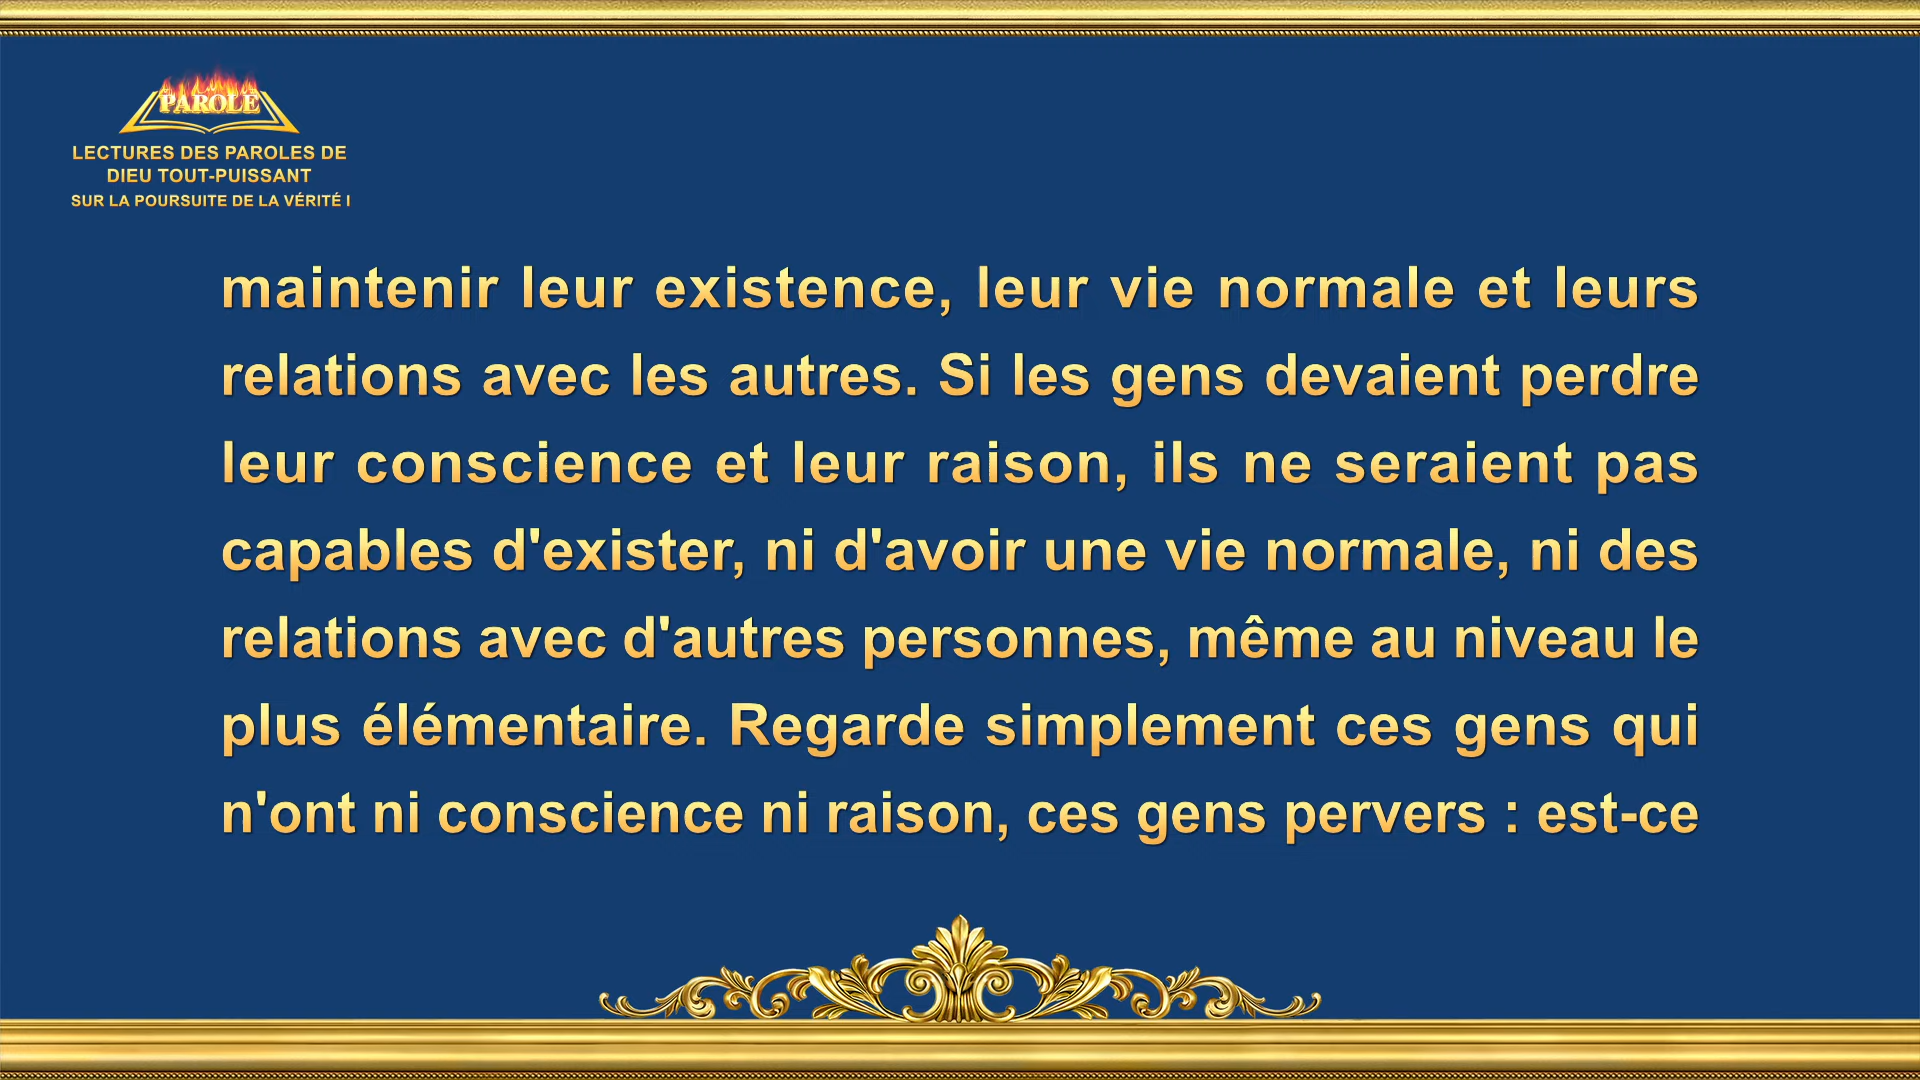 PAROLE
LECTURES DES PAROLES DE
DIEU TOUT-PUISSANT
SUR LA POURSUITE DE LA VÉRITÉ I
maintenir leur existence, leur vie normale et leurs
relations avec les autres. Si les gens devaient perdre
leur conscience et leur raison, ils ne seraient pas
capables d'exister, ni d'avoir une vie normale, ni des
relations avec d'autres personnes, même au niveau le
plus élémentaire. Regarde simplement ces gens qui
n'ont ni conscience ni raison, ces gens pervers : est-ce